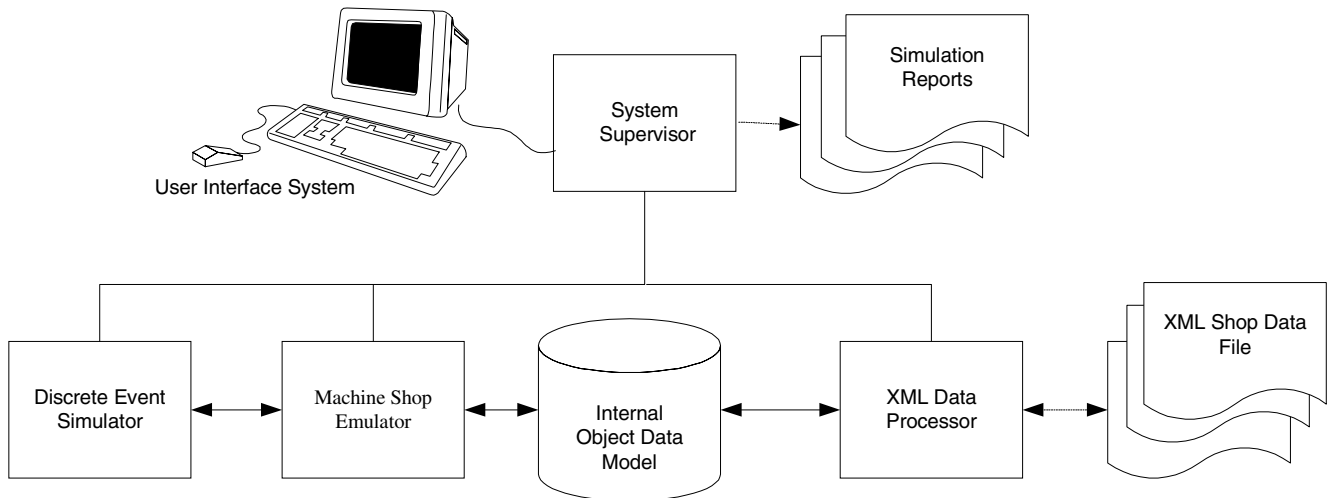 Simulation
Reports
System
Supervisor
User Interface System
Discrete Event
Simulator
Machine Shop
Emulator
Internal
Object Data
Model
XML Data
Processor
XML Shop Data
File